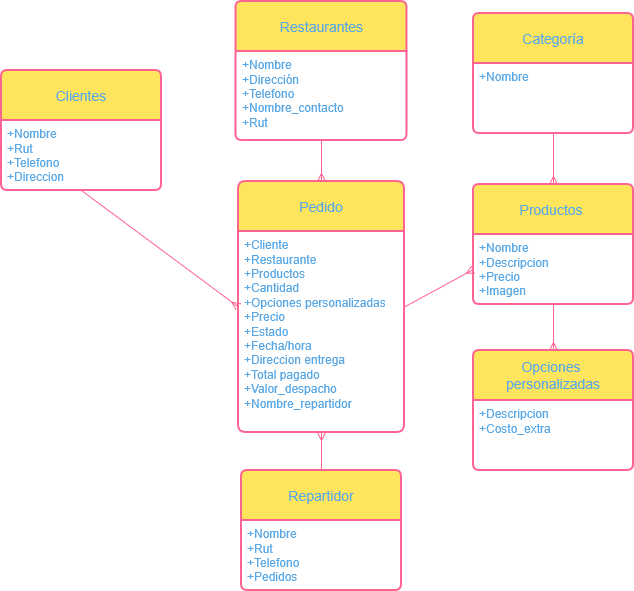 Restaurantes
+Nombre
+Dirección
+Telefono
+Nombre_contacto
+Rut
Categoría
+Nombre
Clientes
+Nombre
+Rut
+Telefono
+Direccion
Pedido
+Cliente
+Restaurante
+Productos
+Cantidad
+Opciones personalizadas
+Precio
+Estado
+Fecha/hora
+Direccion entrega
+Total pagado
+Valor_despacho
+Nombre_repartidor
Productos
+Nombre
+Descripcion
+Precio
+Imagen
Opciones
personalizadas
+Descripcion
+Costo_extra
Repartidor
+Nombre
+Rut
+Telefono
+Pedidos